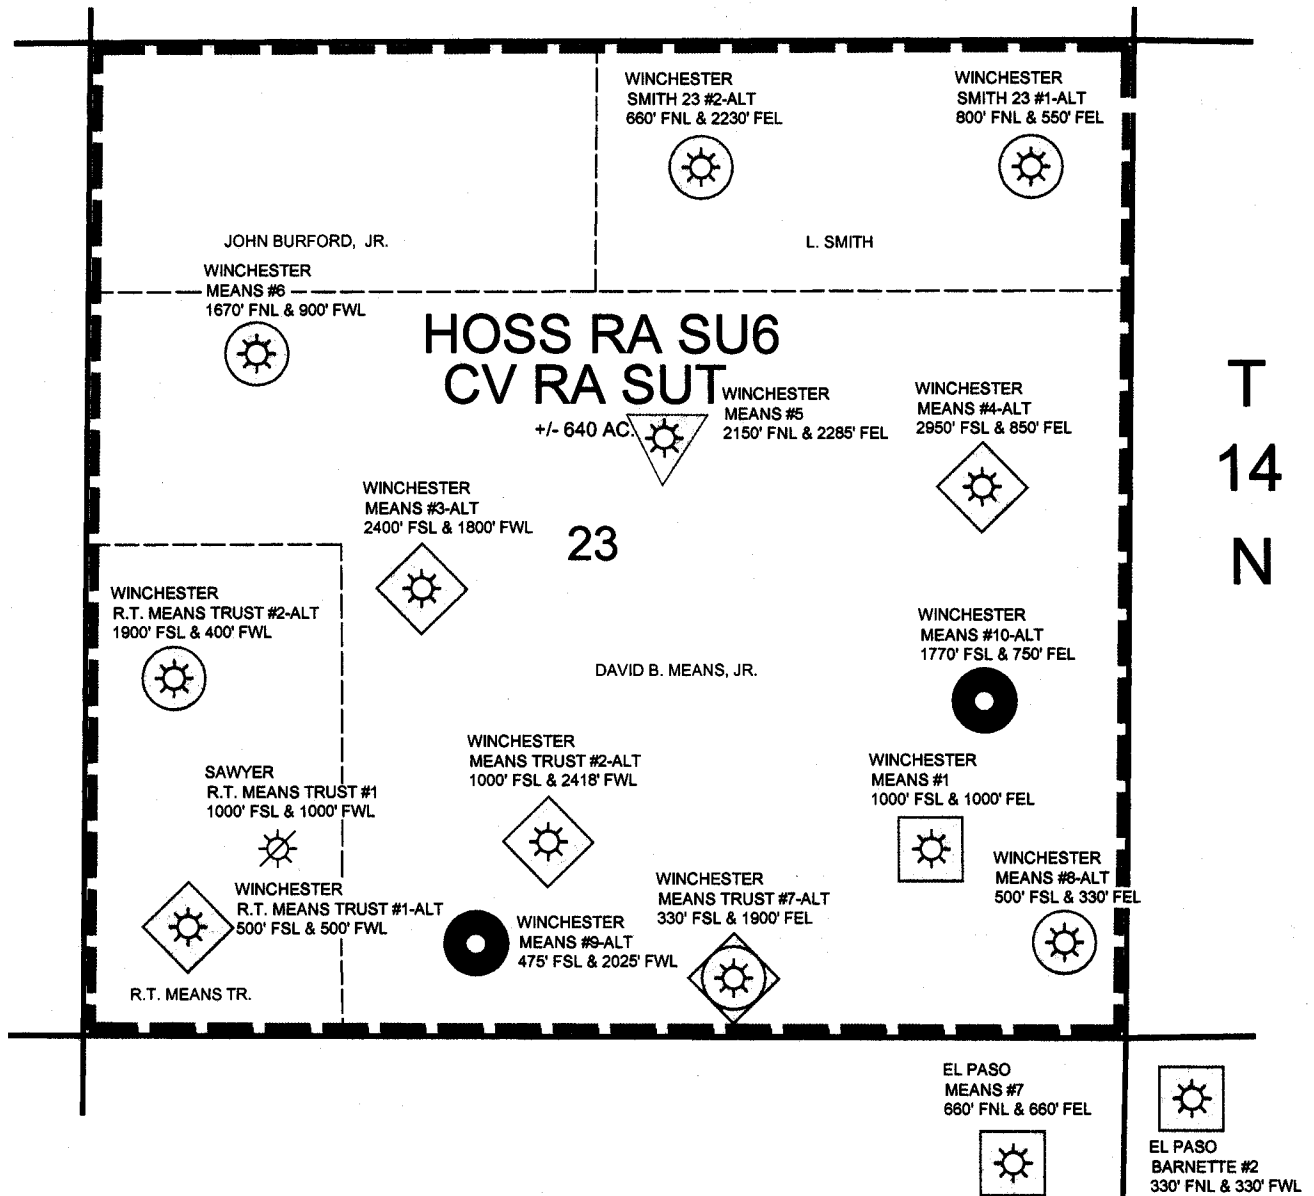 WINCHESTER
SMITH 23 #2-ALT
660' FNL & 2230' FEL
WINCHESTER
SMITH 23 #1-ALT
800' FNL & 550' FEL
JOHN BURFORD, JR.
L. SMITH
WINCHESTER
MEANS #6
1670' FNL & 900' FWL
HOSS RA SU6
CV RA SUT
+/- 640 AC.
WINCHESTER
MEANS #5
2150' FNL & 2285' FEL
WINCHESTER
MEANS #4-ALT
2950' FSL & 850' FEL
T
14
N
WINCHESTER
MEANS #3-ALT
2400' FSL & 1800' FWL
23
WINCHESTER
R.T. MEANS TRUST #2-ALT
1900' FSL & 400' FWL
WINCHESTER
MEANS #10-ALT
1770' FSL & 750' FEL
DAVID B. MEANS, JR.
WINCHESTER
MEANS TRUST #2-ALT
1000' FSL & 2418' FWL
SAWYER
R.T. MEANS TRUST #1
1000' FSL & 1000' FWL
WINCHESTER
MEANS #1
1000' FSL & 1000' FEL
WINCHESTER
MEANS #8-ALT
500' FSL & 330' FEL
WINCHESTER
R.T. MEANS TRUST #1-ALT
500' FSL & 500' FWL
WINCHESTER
MEANS TRUST #7-ALT
330' FSL & 1900' FEL
WINCHESTER
MEANS #9-ALT
475' FSL & 2025' FWL
R.T. MEANS TR.
EL PASO
MEANS #7
660' FNL & 660' FEL
EL PASO
BARNETTE #2
330' FNL & 330' FWL